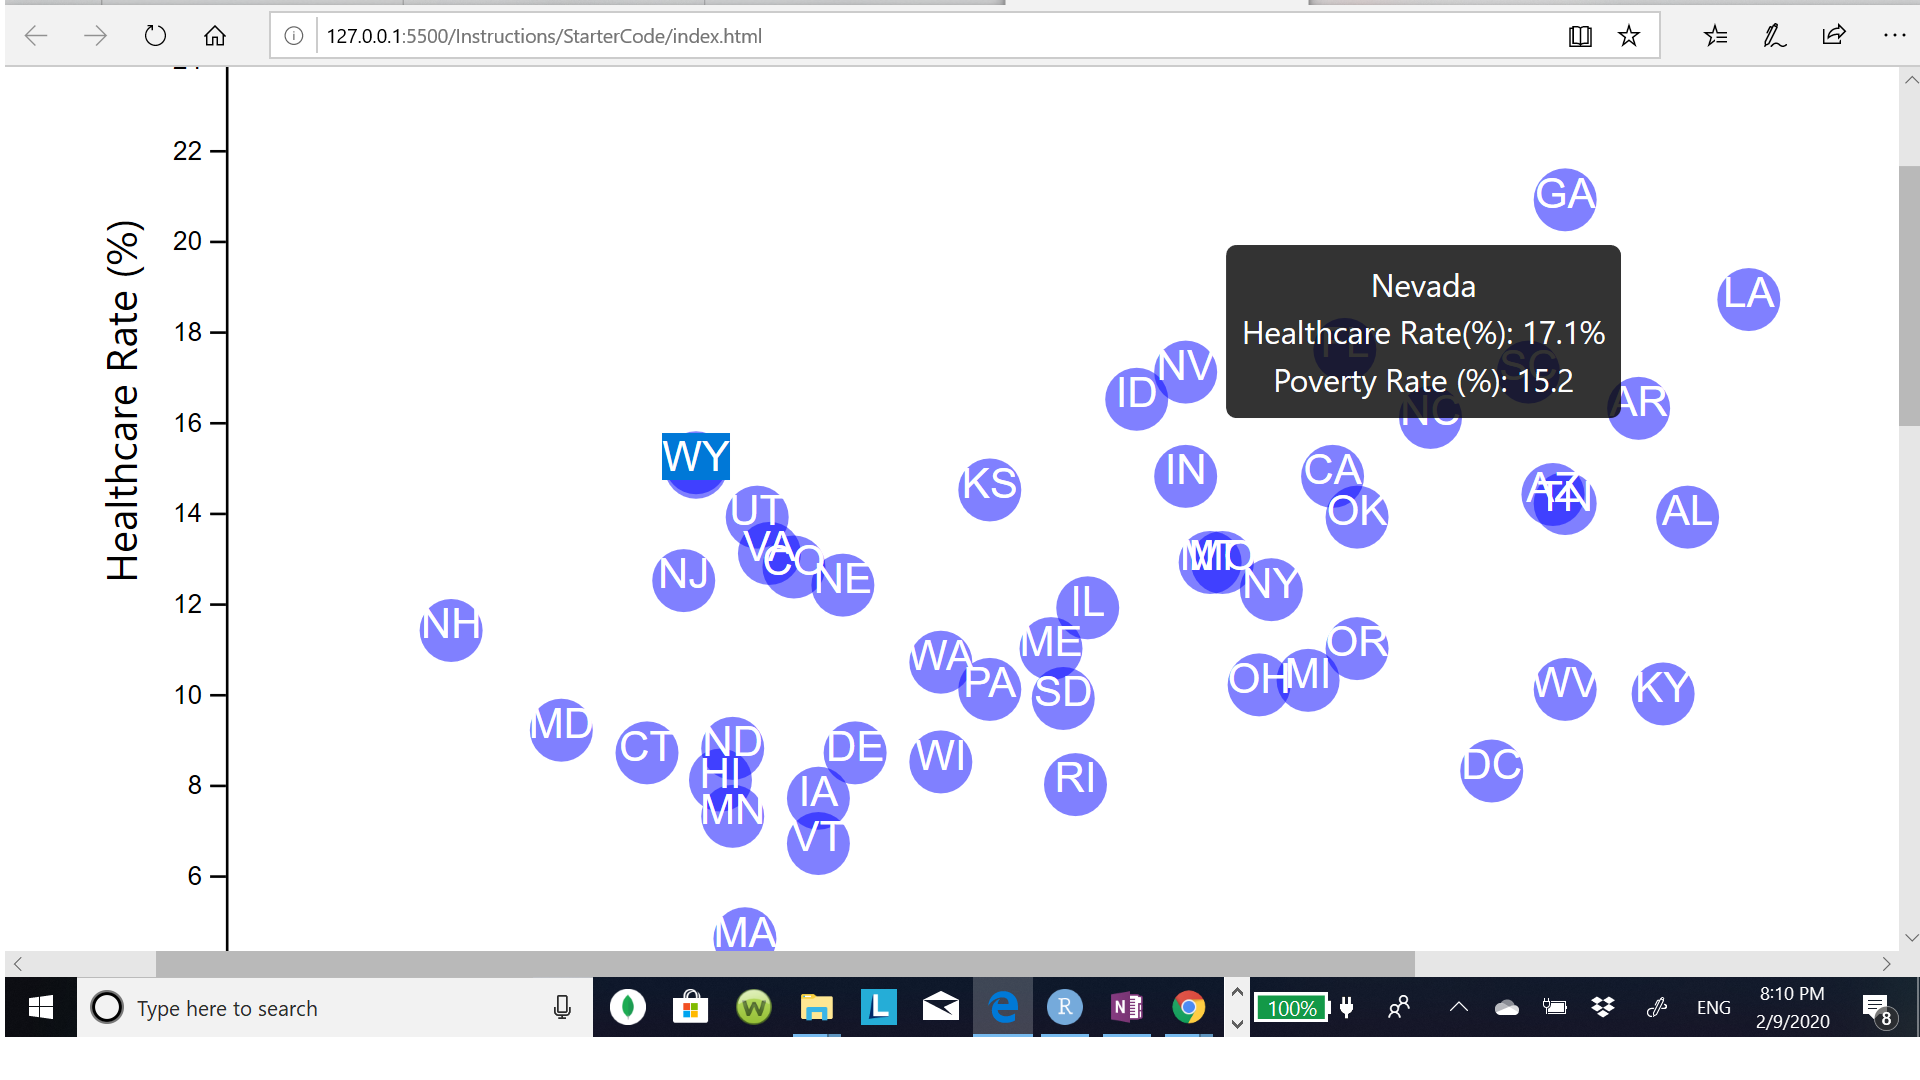 127.0.0.1:5500/Instructions/StarterCode/index.html
22
GA
20
Nevada
LA
18
Healthcare Rate(%): 17.1%
NV
SC
ID
Poverty Rate (%): 15.2
AR
NC
16
Healthcare Rate (%)
WY
IN
CA
KS
AZ
TN
14
UT
OK
AL
VA
CO
NJ
NE
NY
12
IL
NH
ME
OR
WA
OH
MI
PA
SD
WV
KY
10
MD
ND
CT
DE
WI
HI
RI
DC
8
IA
MN
VT
6
MA
Type here to search
W
L
e
R
N
100%
ENG
8:10 PM
2/9/2020
8